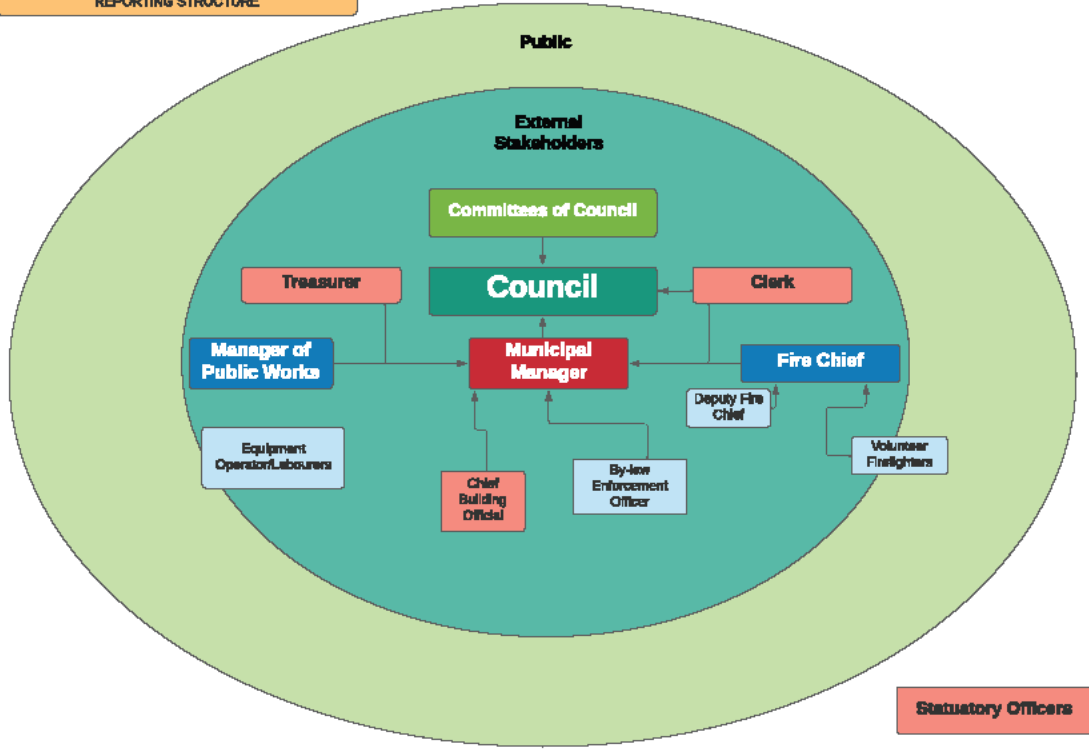 REPORTING STRUCTURE
Public
External
Stakeholders
Committees of Council
Treasurer
Council
Clerk
Manager of
Public Works
Municipal
Manager
Fire Chief
Deputy Fire
Chief
Equipment
Operator/Labourers
Volunteer
Firefighters
Chief
Building
Official
By-law
Enforcement
Officer
Statuatory Officers